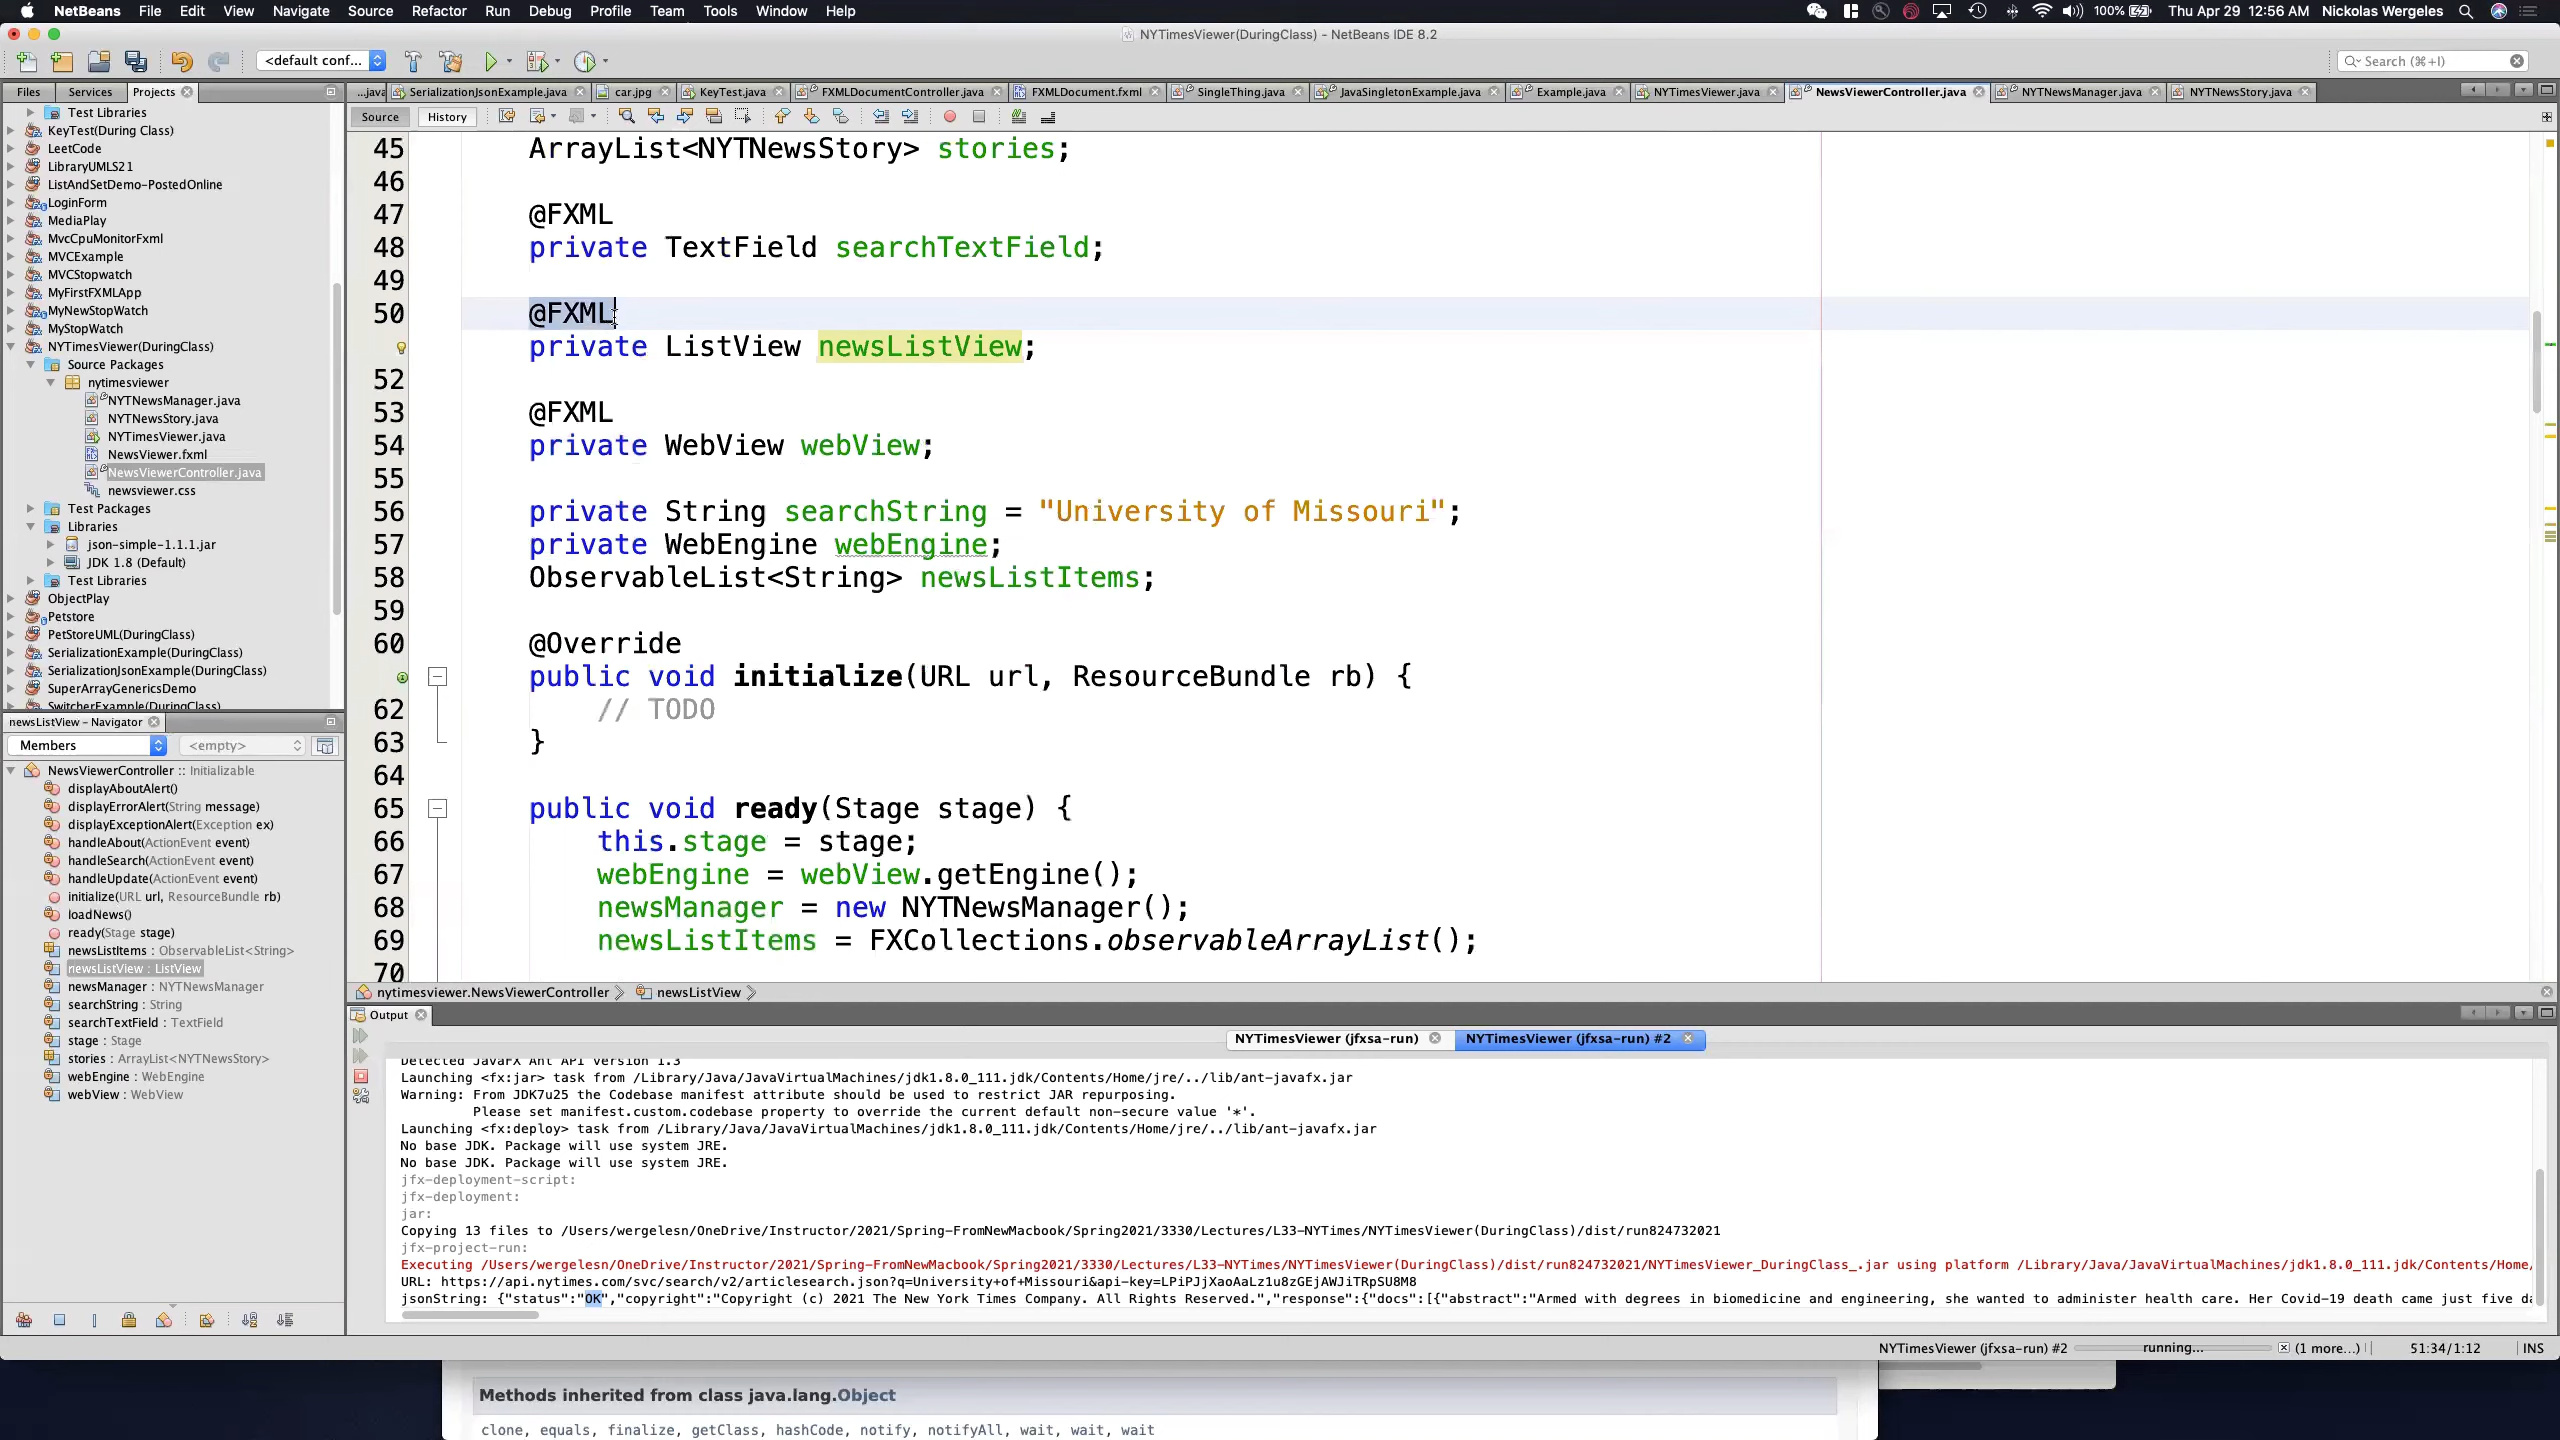 NetBeans File Edit View Navigate Source Refactor Run Debug Profile Team Tools Window Help 100% Thu Apr 29 12:56 AM Nickolas Wergeles
NYTimesViewer(DuringClass) - NetBeans IDE 8.2
<default conf... Search (⌘+I)
Files Services Projects
...java SerializationJsonExample.java car.jpg KeyTest.java FXMLDocumentController.java FXMLDocument.fxml SingleThing.java JavaSingletonExample.java Example.java NYTimesViewer.java NewsViewerController.java NYTNewsManager.java NYTNewsStory.java
Source History
Test Libraries
KeyTest(During Class)
LeetCode
LibraryUMLS21
ListAndSetDemo-PostedOnline
LoginForm
MediaPlay
MvcCpuMonitorFxml
MVCExample
MVCStopwatch
MyFirstFXMLApp
MyNewStopWatch
MyStopWatch
NYTimesViewer(DuringClass)
Source Packages
nytimesviewer
NYTNewsManager.java
NYTNewsStory.java
NYTimesViewer.java
NewsViewer.fxml
NewsViewerController.java
newsviewer.css
Test Packages
Libraries
json-simple-1.1.1.jar
JDK 1.8 (Default)
Test Libraries
ObjectPlay
Petstore
PetStoreUML(DuringClass)
SerializationExample(DuringClass)
SerializationJsonExample(DuringClass)
SuperArrayGenericsDemo
SwitcherExample(DuringClass)
newsListView - Navigator
Members <empty>
NewsViewerController :: Initializable
displayAboutAlert()
displayErrorAlert(String message)
displayExceptionAlert(Exception ex)
handleAbout(ActionEvent event)
handleSearch(ActionEvent event)
handleUpdate(ActionEvent event)
initialize(URL url, ResourceBundle rb)
loadNews()
ready(Stage stage)
newsListItems : ObservableList<String>
newsListView : ListView
newsManager : NYTNewsManager
searchString : String
searchTextField : TextField
stage : Stage
stories : ArrayList<NYTNewsStory>
webEngine : WebEngine
webView : WebView
45 ArrayList<NYTNewsStory> stories;
46
47 @FXML
48 private TextField searchTextField;
49
50 @FXML
private ListView newsListView;
52
53 @FXML
54 private WebView webView;
55
56 private String searchString = "University of Missouri";
57 private WebEngine webEngine;
58 ObservableList<String> newsListItems;
59
60 @Override
public void initialize(URL url, ResourceBundle rb) {
62 // TODO
63 }
64
65 public void ready(Stage stage) {
66 this.stage = stage;
67 webEngine = webView.getEngine();
68 newsManager = new NYTNewsManager();
69 newsListItems = FXCollections.observableArrayList();
70
nytimesviewer.NewsViewerController newsListView
Output
NYTimesViewer (jfxsa-run) NYTimesViewer (jfxsa-run) #2
Detected JavaFX Ant API version 1.3
Launching <fx:jar> task from /Library/Java/JavaVirtualMachines/jdk1.8.0_111.jdk/Contents/Home/jre/../lib/ant-javafx.jar
Warning: From JDK7u25 the Codebase manifest attribute should be used to restrict JAR repurposing.
Please set manifest.custom.codebase property to override the current default non-secure value '*'.
Launching <fx:deploy> task from /Library/Java/JavaVirtualMachines/jdk1.8.0_111.jdk/Contents/Home/jre/../lib/ant-javafx.jar
No base JDK. Package will use system JRE.
No base JDK. Package will use system JRE.
jfx-deployment-script:
jfx-deployment:
jar:
Copying 13 files to /Users/wergelesn/OneDrive/Instructor/2021/Spring-FromNewMacbook/Spring2021/3330/Lectures/L33-NYTimes/NYTimesViewer(DuringClass)/dist/run824732021
jfx-project-run:
Executing /Users/wergelesn/OneDrive/Instructor/2021/Spring-FromNewMacbook/Spring2021/3330/Lectures/L33-NYTimes/NYTimesViewer(DuringClass)/dist/run824732021/NYTimesViewer_DuringClass_.jar using platform /Library/Java/JavaVirtualMachines/jdk1.8.0_111.jdk/Contents/Home/
URL: https://api.nytimes.com/svc/search/v2/articlesearch.json?q=University+of+Missouri&api-key=LPiPJjXaoAaLz1u8zGEjAWJiTRpSU8M8
jsonString: {"status":"OK","copyright":"Copyright (c) 2021 The New York Times Company. All Rights Reserved.","response":{"docs":[{"abstract":"Armed with degrees in biomedicine and engineering, she wanted to administer health care. Her Covid-19 death came just five da
NYTimesViewer (jfxsa-run) #2 running... (1 more...) 51:34/1:12 INS
Methods inherited from class java.lang.Object
clone, equals, finalize, getClass, hashCode, notify, notifyAll, wait, wait, wait